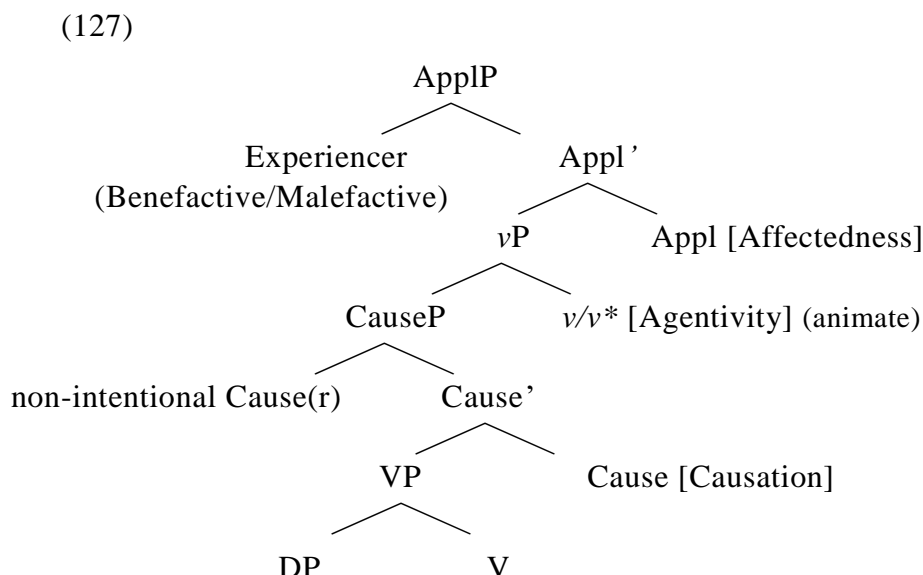 (127)
ApplP
Experiencer Appl’
(Benefactive/Malefactive)
vP Appl [Affectedness]
CauseP v/v* [Agentivity] (animate)
non-intentional Cause(r) Cause’
VP Cause [Causation]
DP V